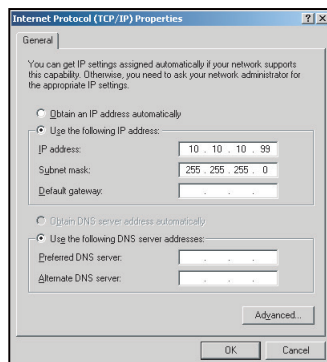 Internet Protocol (TCP/IP) Properties
General
You can get IP settings assigned automatically if your network supports
this capability. Otherwise, you need to ask your network administrator for
the appropriate IP settings.
Obtain an IP address automatically
Use the following IP address:
IP address: 10 . 10 . 10 . 99
Subnet mask: 255 . 255 . 255 . 0
Default gateway: . . .
Obtain DNS server address automatically
Use the following DNS server addresses:
Preferred DNS server: . . .
Alternate DNS server: . . .
Advanced...
OK Cancel